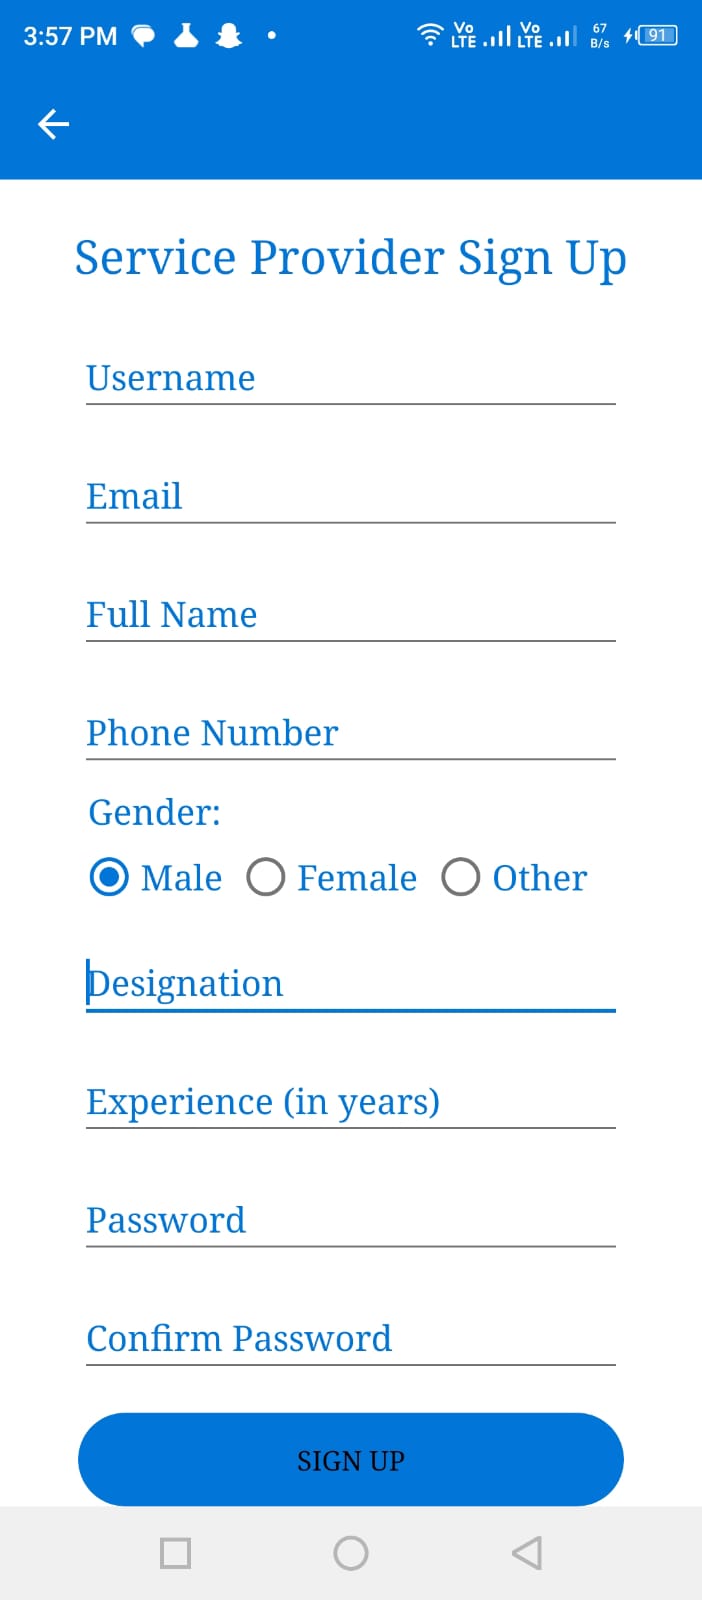 3:57 PM Vo LTE Vo LTE 67 B/s 91
Service Provider Sign Up
Username
Email
Full Name
Phone Number
Gender:
Male Female Other
Designation
Experience (in years)
Password
Confirm Password
SIGN UP